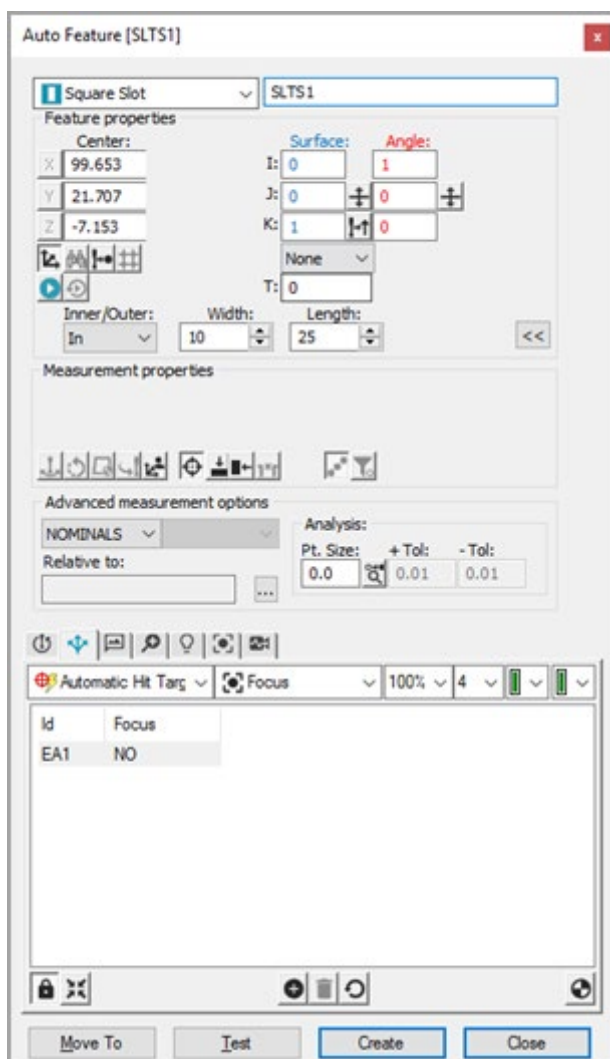 Auto Feature [SLTS1] x
Square Slot SLTS1
Feature properties
Center: Surface: Angle:
X 99.653 I: 0 1
Y 21.707 J: 0 0
Z -7.153 K: 1 0
None
T: 0
Inner/Outer: Width: Length:
In 10 25 <<
Measurement properties
Advanced measurement options
NOMINALS Analysis:
Pt. Size: + Tol: - Tol:
Relative to: 0.0 0.01 0.01
...
Automatic Hit Targ Focus 100% 4
Id Focus
EA1 NO
Move To Test Create Close